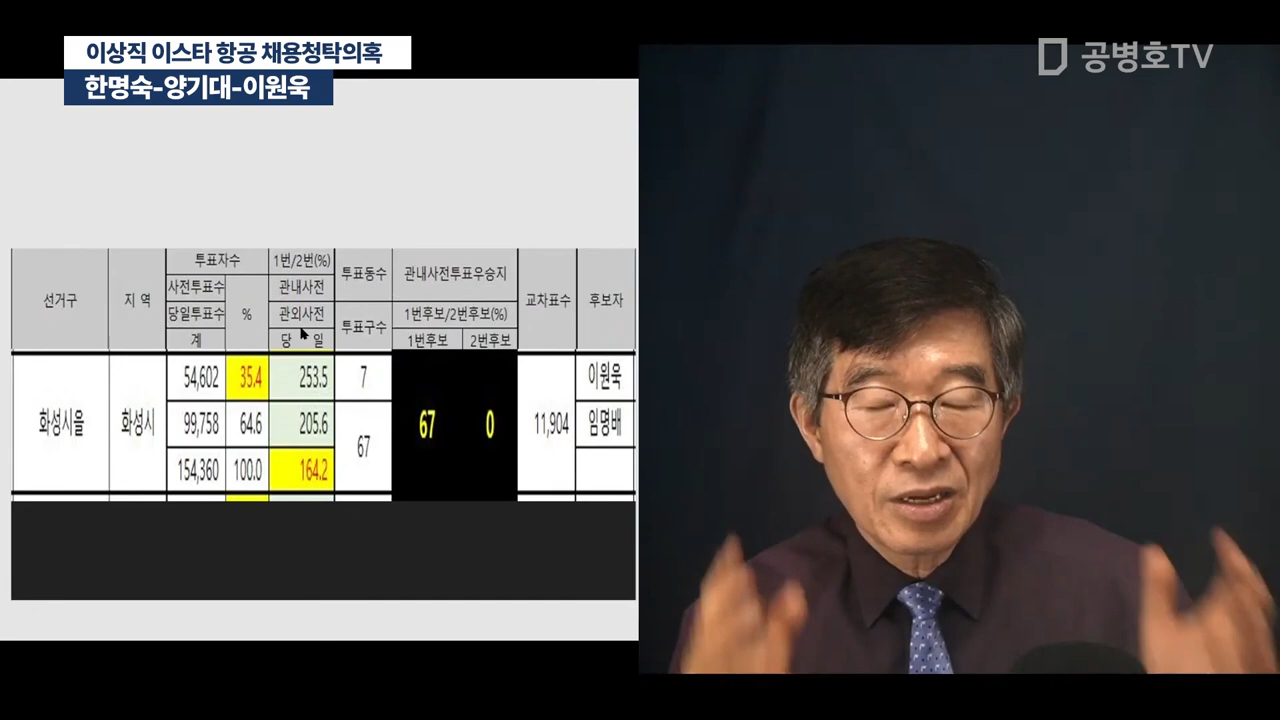 이상직 이스타 항공 채용청탁의혹
한명숙-양기대-이원욱
공병호TV
선거구 지 역 투표자수 1번/2번(%) 투표동수 관내사전투표우승지 교차표수 후보자
사전투표수 % 관내사전
당일투표수 관외사전 투표구수 1번후보/2번후보(%)
계 당 일 1번후보 2번후보
화성시을 화성시 54,602 35.4 253.5 7 67 0 11,904 이원욱
99,758 64.6 205.6 67 임명배
154,360 100.0 164.2